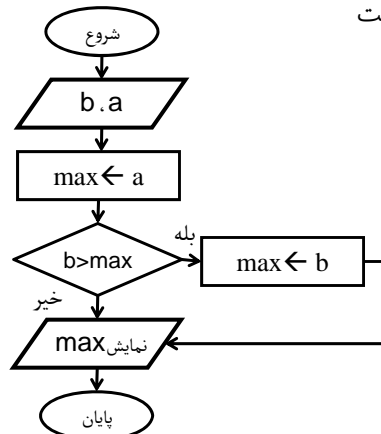 ت
شروع
b ، a
max← a
b>max
بله
max← b
خیر
نمایش max
پایان